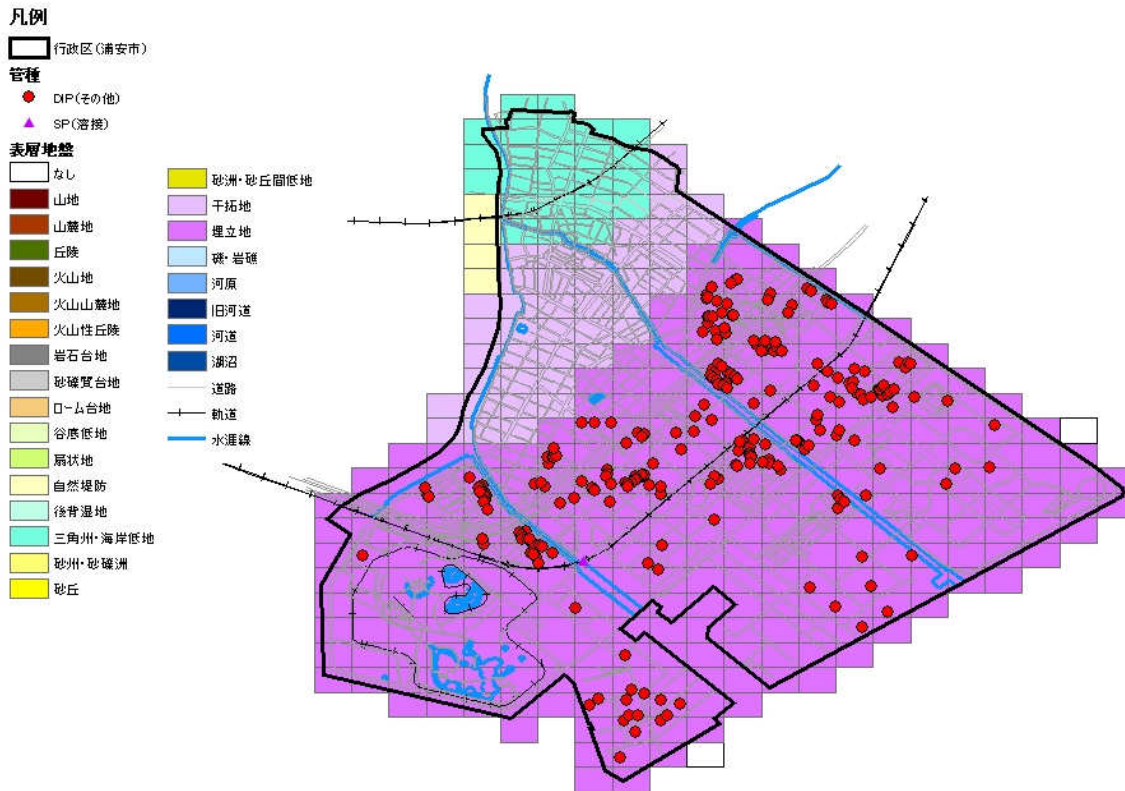 凡例
行政区(浦安市)
管種
DIP(その他)
SP(溶接)
表層地盤
なし
山地
山麓地
丘陵
火山地
火山山麓地
火山性丘陵
岩石台地
砂礫質台地
ローム台地
谷底低地
扇状地
自然堤防
後背湿地
三角州・海岸低地
砂州・砂礫洲
砂丘
砂洲・砂丘間低地
干拓地
埋立地
磯・岩礁
河原
旧河道
河道
湖沼
道路
軌道
水涯線